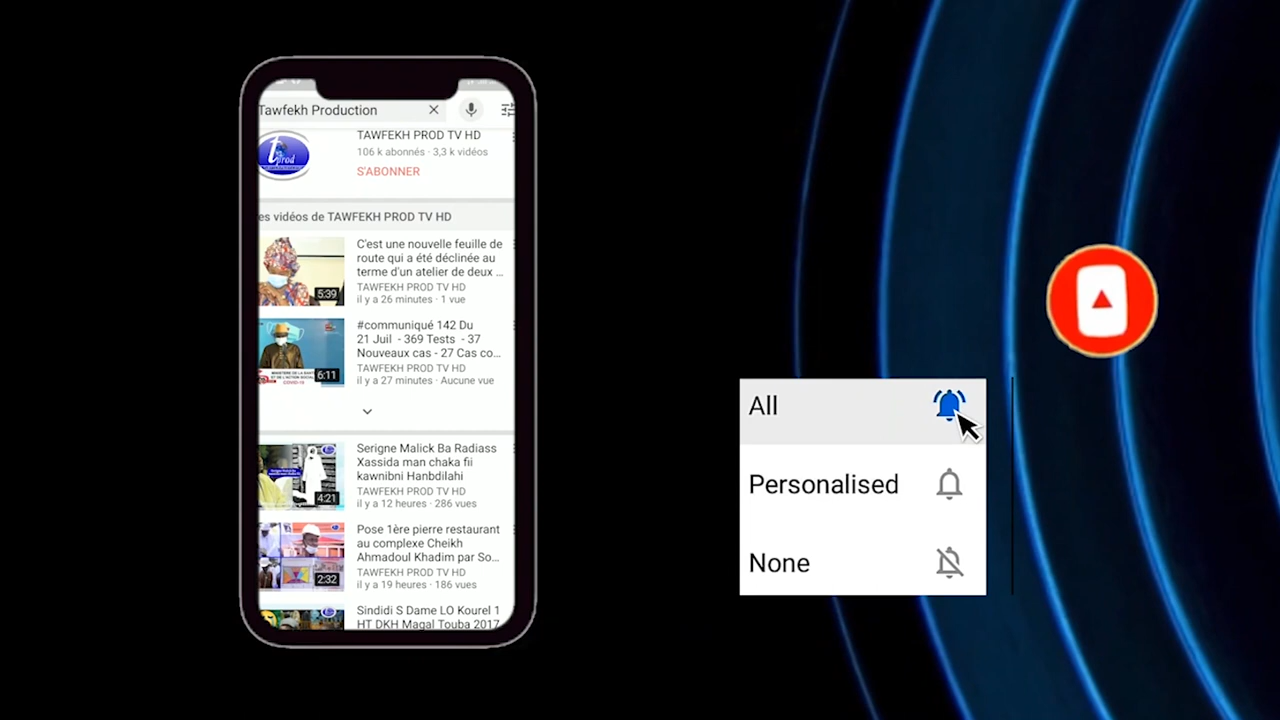 Tawfekh Production
TAWFEKH PROD TV HD
106 k abonnés · 3,3 k vidéos
S'ABONNER
tprod
es vidéo de TAWFEKH PROD TV HD
C'est une nouvelle feuille de
route qui a été déclinée au
terme d'un atelier de deux ...
TAWFEKH PROD TV HD
il y a 26 minutes · 1 vue
5:39
#communiqué 142 Du
21 Juil - 369 Tests - 37
Nouveaux cas - 27 Cas co...
TAWFEKH PROD TV HD
il y a 27 minutes · Aucune vue
6:11
Serigne Malick Ba Radiass
Xassida man chaka fii
kawnibni Hanbdilahi
TAWFEKH PROD TV HD
il y a 12 heures · 286 vues
4:21
Pose 1ère pierre restaurant
au complexe Cheikh
Ahmadoul Khadim par So...
TAWFEKH PROD TV HD
il y a 19 heures · 186 vues
2:32
Sindidi S Dame LO Kourel 1
HT DKH Magal Touba 2017
All
Personalised
None